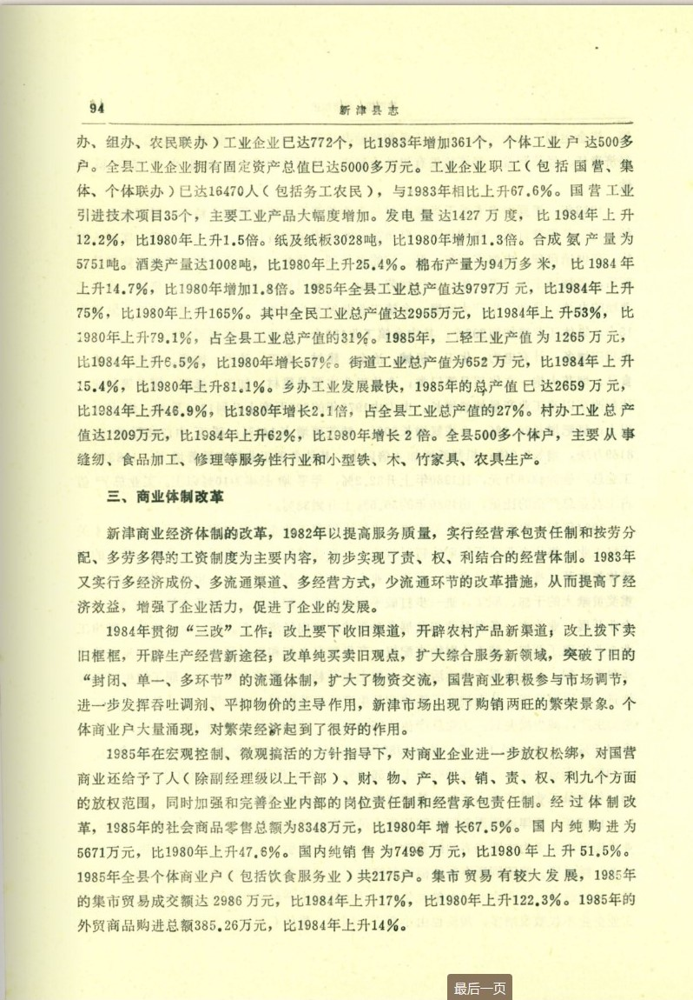 94
新津县志
办、组办、农民联办）工业企业已达772个，比1983年增加361个，个体工业户达500多
户。全县工业企业拥有固定资产总值已达5000多万元。工业企业职工（包括国营、集
体、个体联办）已达16470人（包括务工农民），与1983年相比上升67.6%。国营工业
引进技术项目35个，主要工业产品大幅度增加。发电量达1427万度，比1984年上升
12.2%，比1980年上升1.5倍。纸及纸板3028吨，比1980年增加1.3倍。合成氨产量为
5751吨。酒类产量达1008吨，比1980年上升25.4%。棉布产量为94万多米，比1984年
上升14.7%，比1980年增加1.8倍。1985年全县工业总产值达9797万元，比1984年上升
75%，比1980年上升165%。其中全民工业总产值达2955万元，比1984年上升53%，比
1980年上升79.1%，占全县工业总产值的31%。1985年，二轻工业产值为1265万元，
比1984年上升6.5%，比1980年增长57%。街道工业总产值为652万元，比1984年上升
15.4%，比1980年上升81.1%。乡办工业发展最快，1985年的总产值已达2659万元，
比1984年上升46.9%，比1980年增长2.1倍，占全县工业总产值的27%。村办工业总产
值达1209万元，比1984年上升62%，比1980年增长2倍。全县500多个体户，主要从事
缝纫、食品加工、修理等服务性行业和小型铁、木、竹家具、农具生产。
三、商业体制改革
新津商业经济体制的改革，1982年以提高服务质量，实行经营承包责任制和按劳分
配、多劳多得的工资制度为主要内容，初步实现了责、权、利结合的经营体制。1983年
又实行多经济成份、多流通渠道、多经营方式，少流通环节的改革措施，从而提高了经
济效益，增强了企业活力，促进了企业的发展。
1984年贯彻“三改”工作：改上要下收旧渠道，开辟农村产品新渠道；改上拨下卖
旧框框，开辟生产经营新途径；改单纯买卖旧观点，扩大综合服务新领域，突破了旧的
“封闭、单一、多环节”的流通体制，扩大了物资交流，国营商业积极参与市场调节，
进一步发挥吞吐调剂、平抑物价的主导作用，新津市场出现了购销两旺的繁荣景象。个
体商业户大量涌现，对繁荣经济起到了很好的作用。
1985年在宏观控制、微观搞活的方针指导下，对商业企业进一步放权松绑，对国营
商业还给予了人（除副经理级以上干部）、财、物、产、供、销、责、权、利九个方面
的放权范围，同时加强和完善企业内部的岗位责任制和经营承包责任制。经过体制改
革，1985年的社会商品零售总额为8348万元，比1980年增长67.5%。国内纯购进为
5671万元，比1980年上升47.6%。国内纯销售为7496万元，比1980年上升51.5%。
1985年全县个体商业户（包括饮食服务业）共2175户。集市贸易有较大发展，1985年
的集市贸易成交额达2986万元，比1984年上升17%，比1980年上升122.3%。1985年的
外贸商品购进总额385.26万元，比1984年上升14%。
最后一页